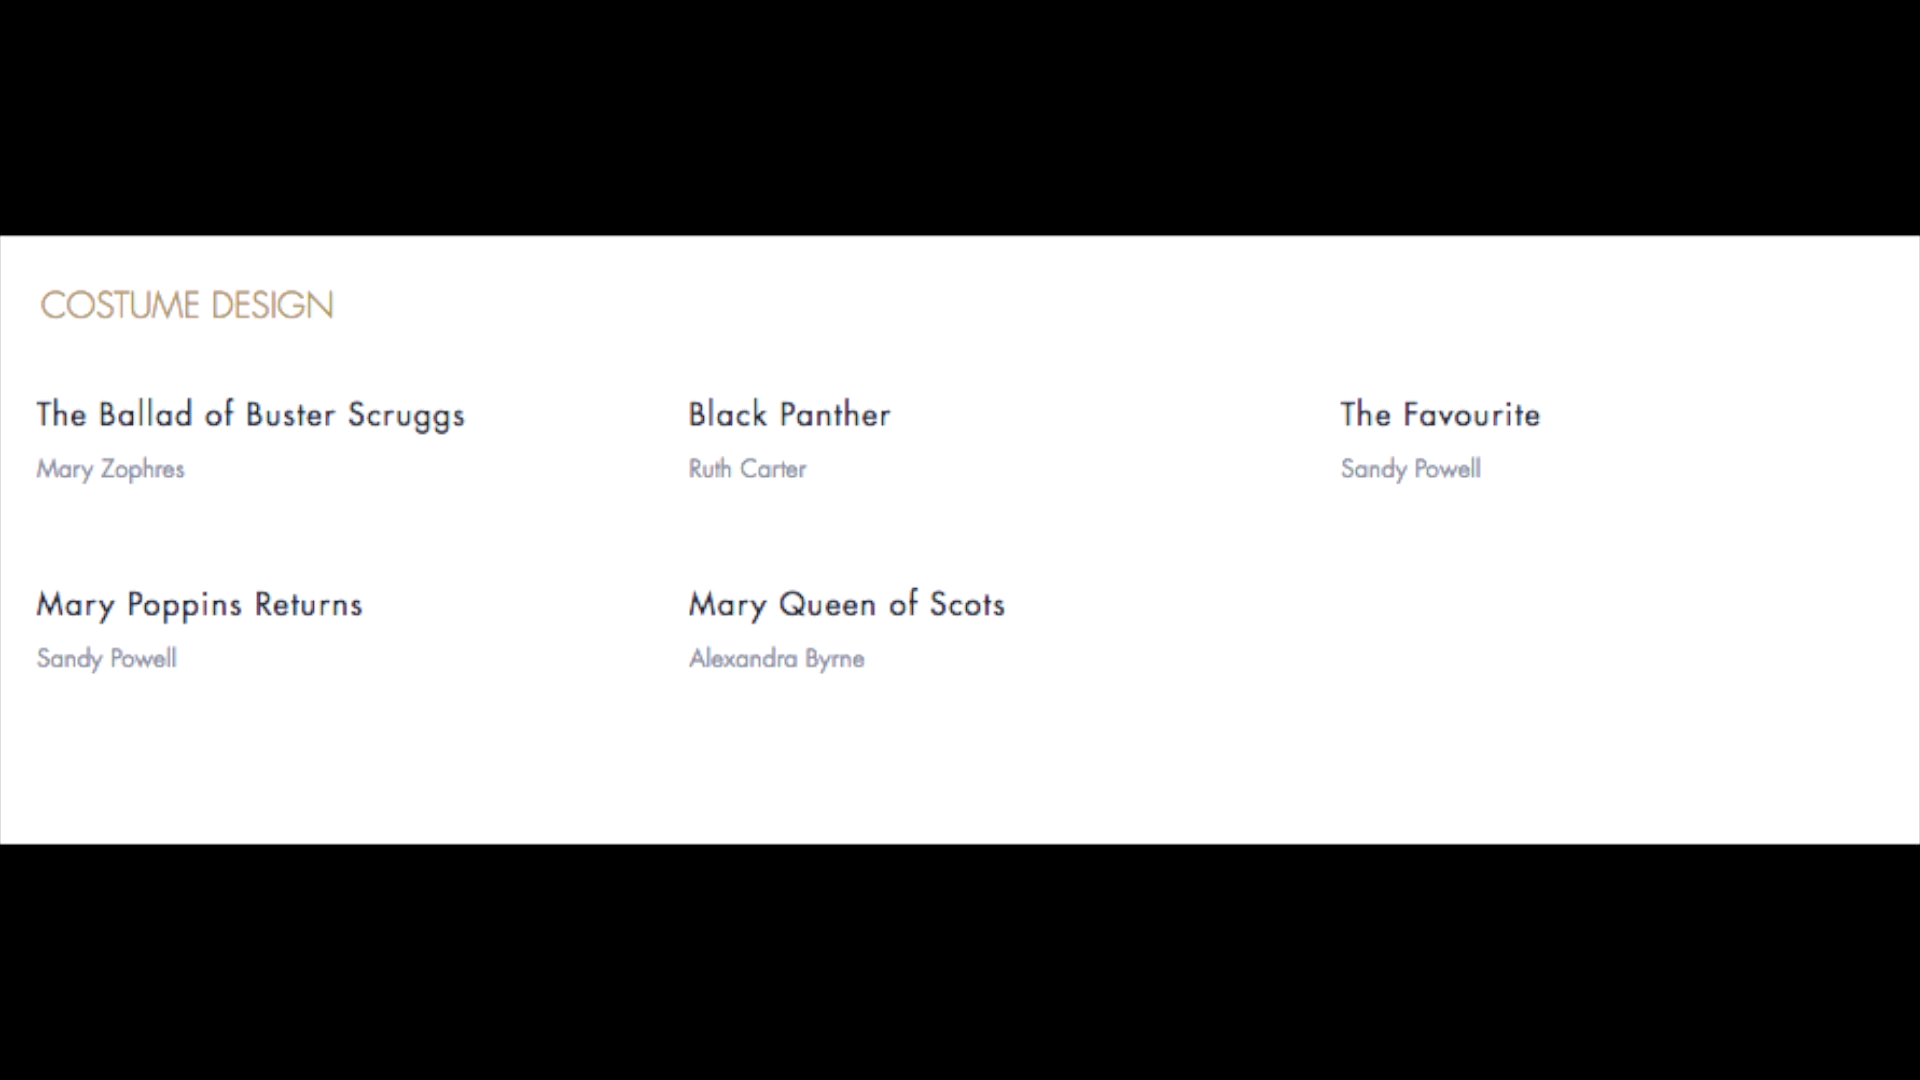 COSTUME DESIGN
The Ballad of Buster Scruggs
Mary Zophres
Black Panther
Ruth Carter
The Favourite
Sandy Powell
Mary Poppins Returns
Sandy Powell
Mary Queen of Scots
Alexandra Byrne